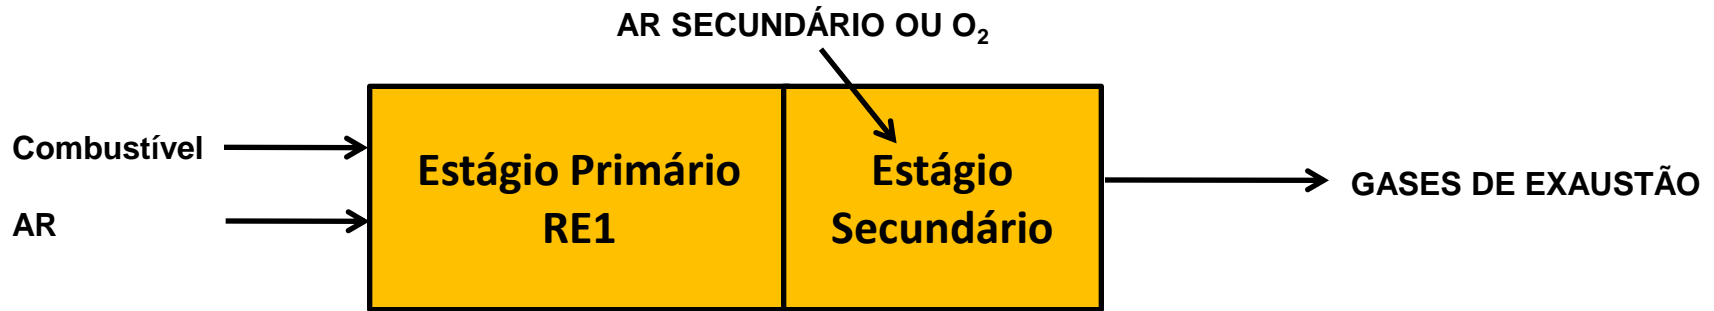 AR SECUNDÁRIO OU O₂
Combustível
AR
Estágio Primário
RE1
Estágio
Secundário
GASES DE EXAUSTÃO